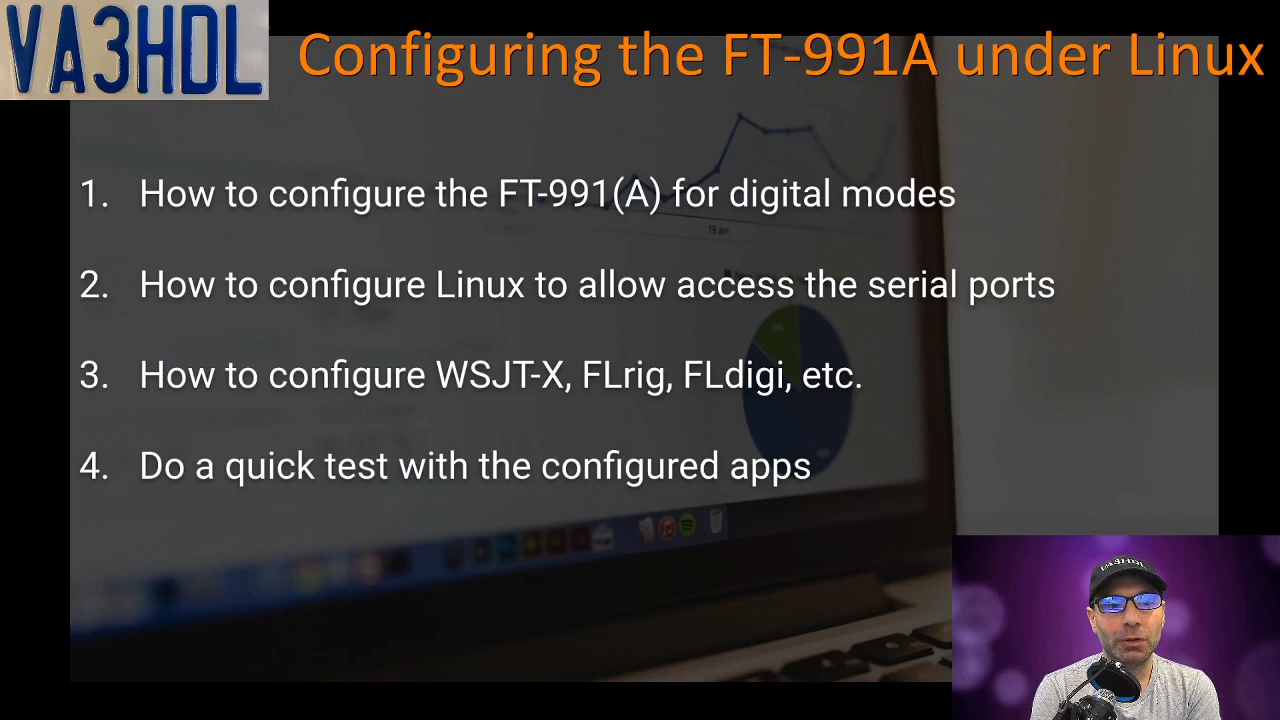 VA3HDL
Configuring the FT-991A under Linux
1. How to configure the FT-991(A) for digital modes
2. How to configure Linux to allow access the serial ports
3. How to configure WSJT-X, FLrig, FLdigi, etc.
4. Do a quick test with the configured apps
VA3HDL